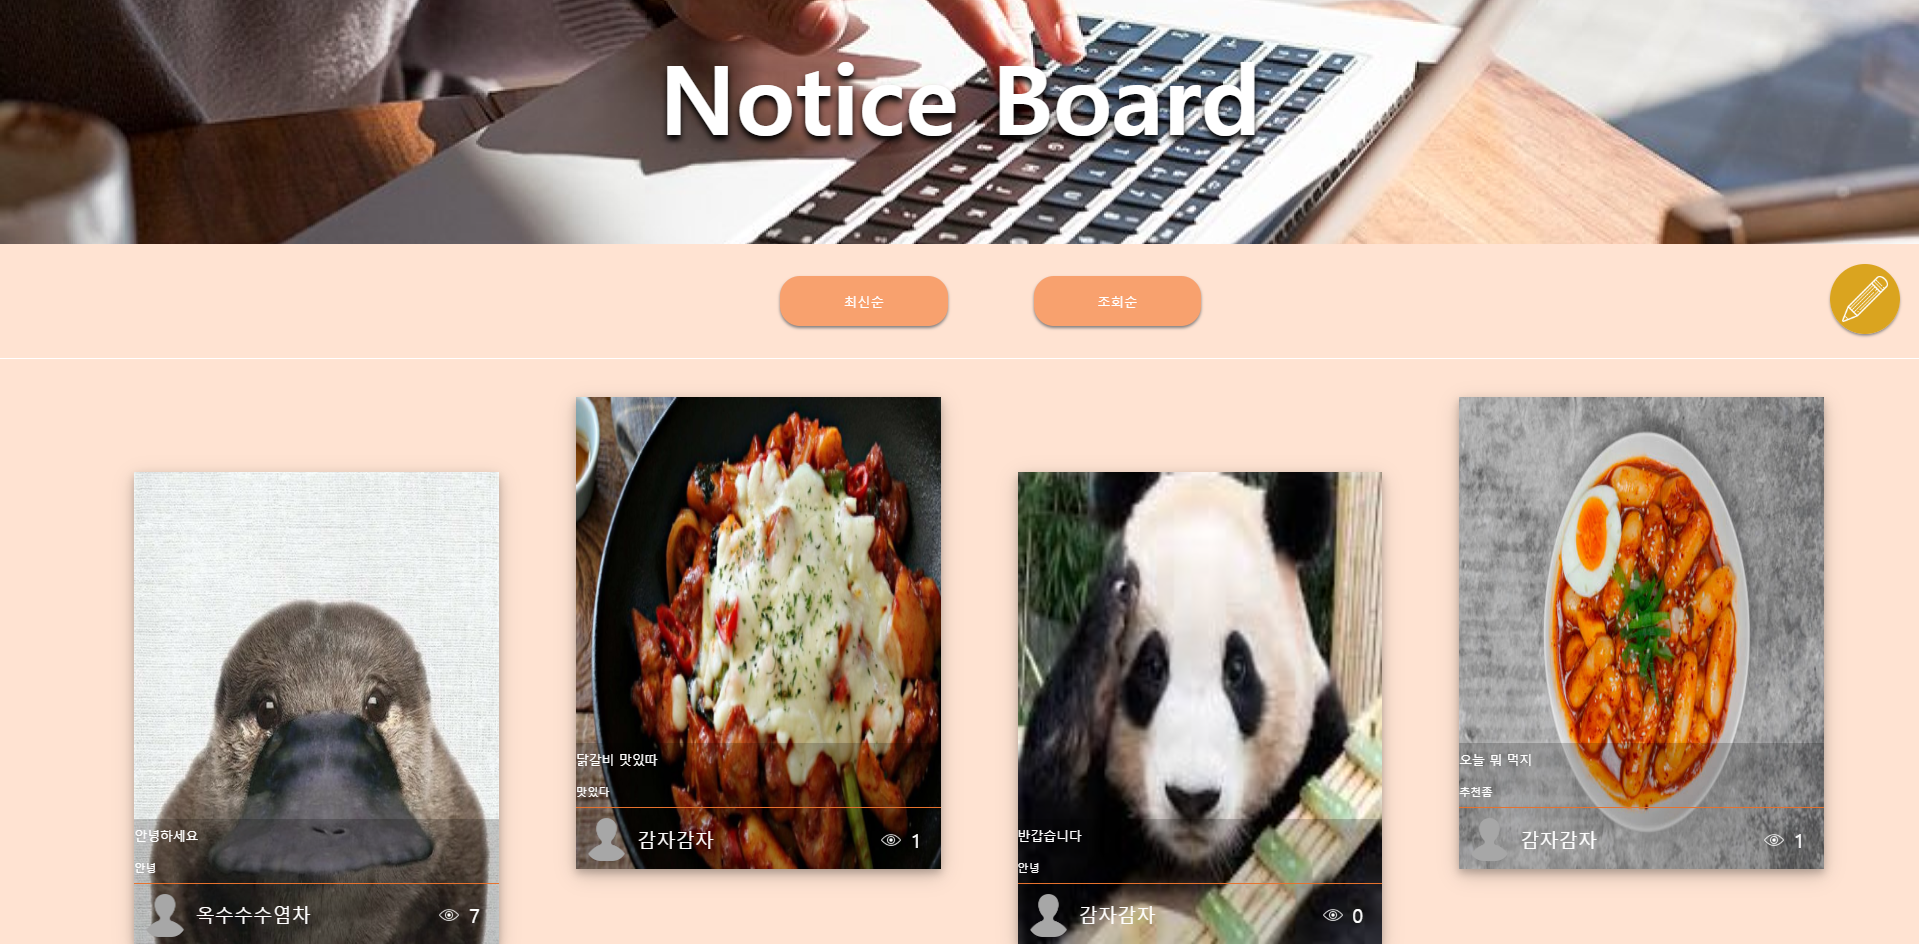 Notice Board
최신순
조회순
안녕하세요
안녕
옥수수수염차
7
닭갈비 맛있따
맛있다
감자감자
1
반갑습니다
안녕
감자감자
0
오늘 뭐 먹지
추천좀
감자감자
1